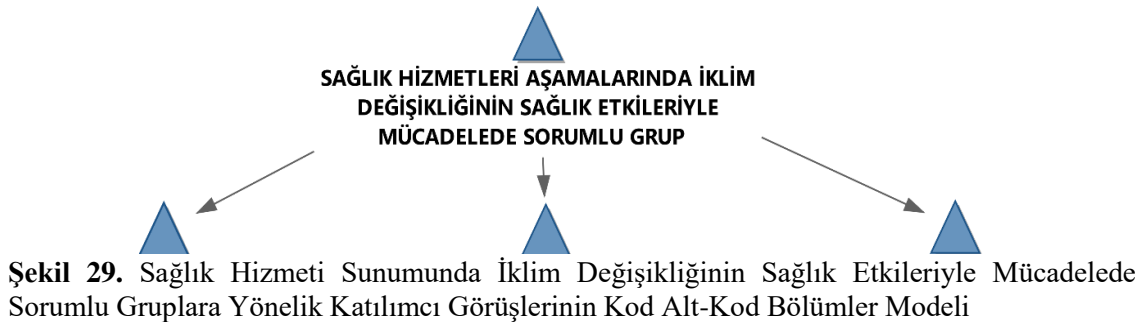 SAĞLIK HİZMETLERİ AŞAMALARINDA İKLİM
DEĞİŞİKLİĞİNİN SAĞLIK ETKİLERİYLE
MÜCADELEDE SORUMLU GRUP
Şekil 29. Sağlık Hizmeti Sunumunda İklim Değişikliğinin Sağlık Etkileriyle Mücadelede
Sorumlu Gruplara Yönelik Katılımcı Görüşlerinin Kod Alt-Kod Bölümler Modeli